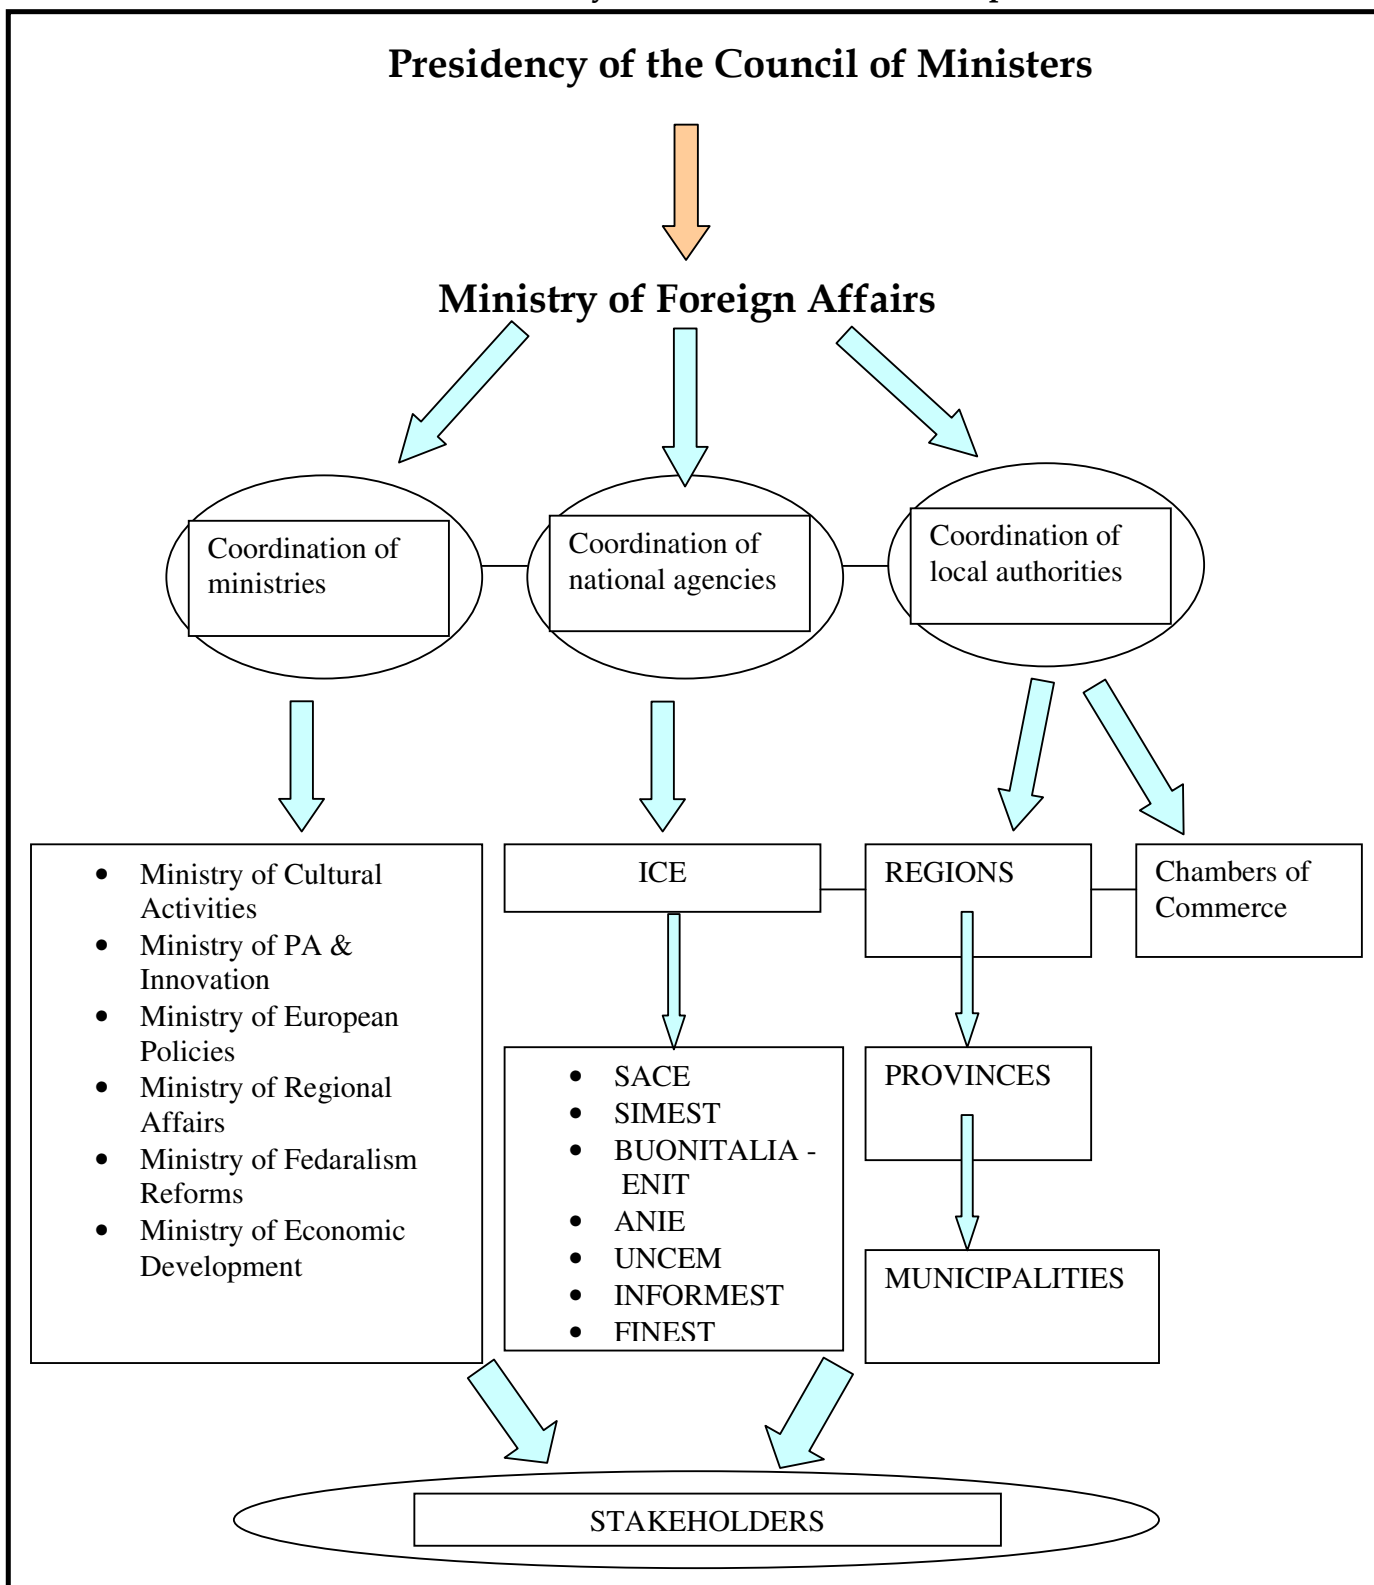 Presidency of the Council of Ministers
Ministry of Foreign Affairs
Coordination of
ministries
Coordination of
national agencies
Coordination of
local authorities
• Ministry of Cultural
Activities
• Ministry of PA &
Innovation
• Ministry of European
Policies
• Ministry of Regional
Affairs
• Ministry of Fedaralism
Reforms
• Ministry of Economic
Development
ICE
• SACE
• SIMEST
• BUONITALIA -
ENIT
• ANIE
• UNCEM
• INFORMEST
• FINEST
REGIONS
PROVINCES
MUNICIPALITIES
Chambers of
Commerce
STAKEHOLDERS